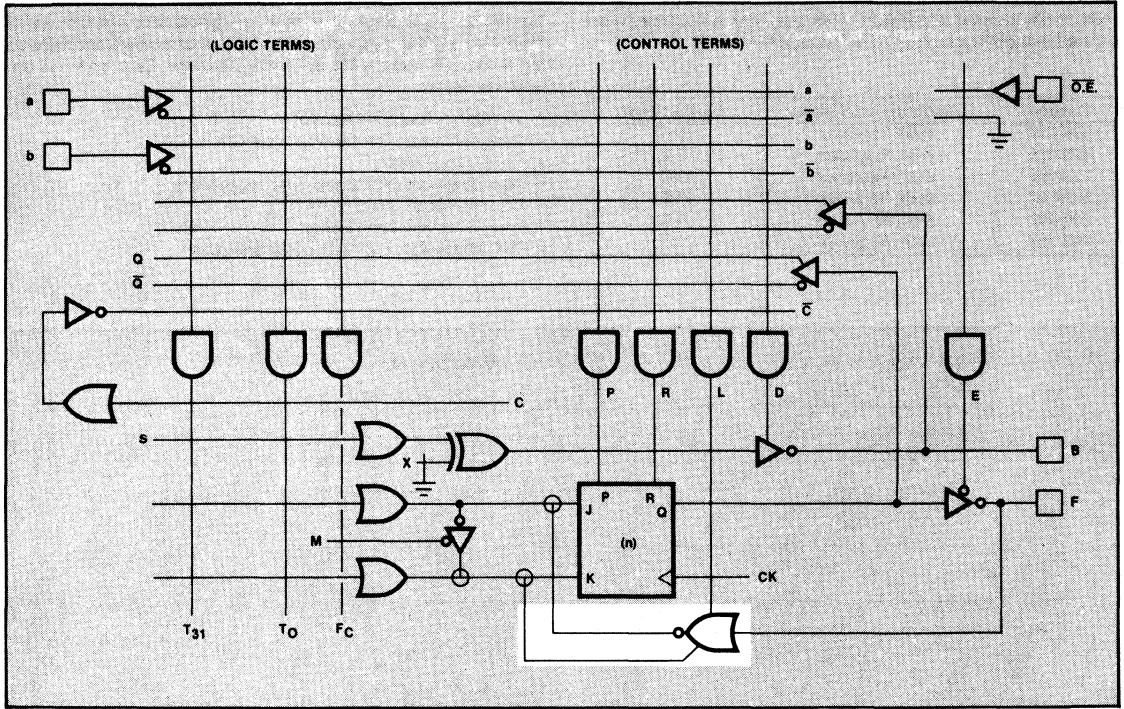 (LOGIC TERMS) (CONTROL TERMS)
a a O̅.E̅.̅
a̅
b b
b̅
Q
Q̅
C̅
P R L D E
C
S
X B
P R F
J Q
M (n)
K CK
T31 TO FC